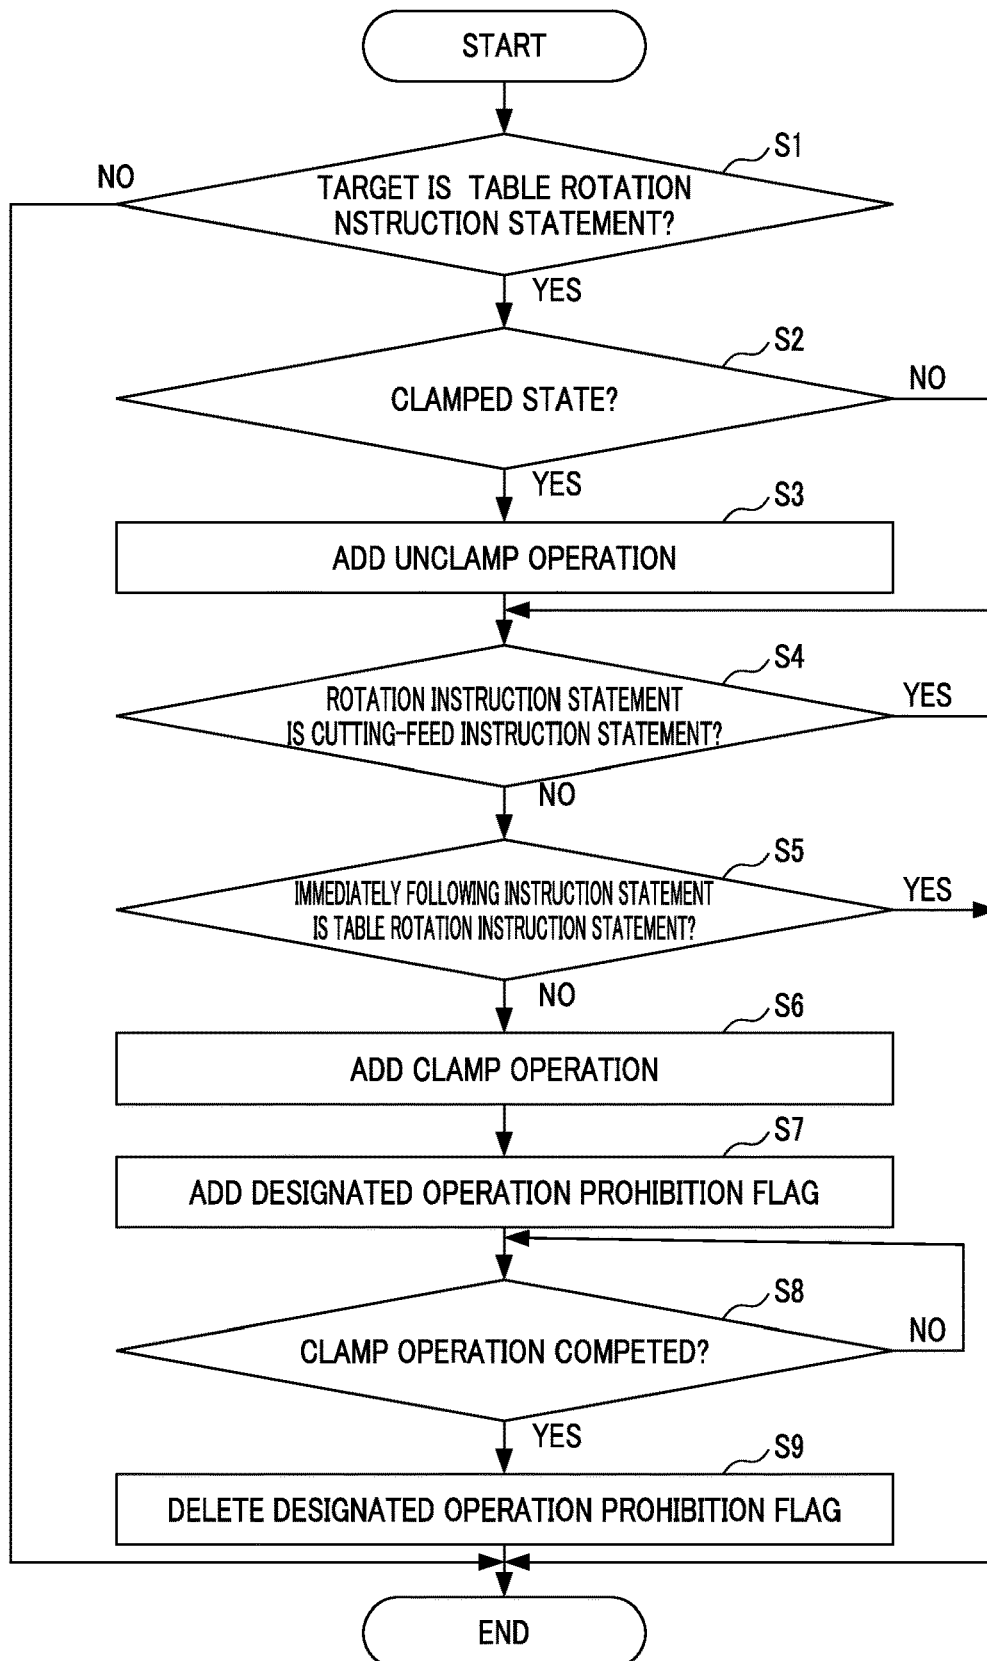 START
S1
NO
TARGET IS TABLE ROTATION
NSTRUCTION STATEMENT?
YES
S2
NO
CLAMPED STATE?
YES
S3
ADD UNCLAMP OPERATION
S4
YES
ROTATION INSTRUCTION STATEMENT
IS CUTTING-FEED INSTRUCTION STATEMENT?
NO
S5
YES
IMMEDIATELY FOLLOWING INSTRUCTION STATEMENT
IS TABLE ROTATION INSTRUCTION STATEMENT?
NO
S6
ADD CLAMP OPERATION
S7
ADD DESIGNATED OPERATION PROHIBITION FLAG
S8
NO
CLAMP OPERATION COMPETED?
YES
S9
DELETE DESIGNATED OPERATION PROHIBITION FLAG
END